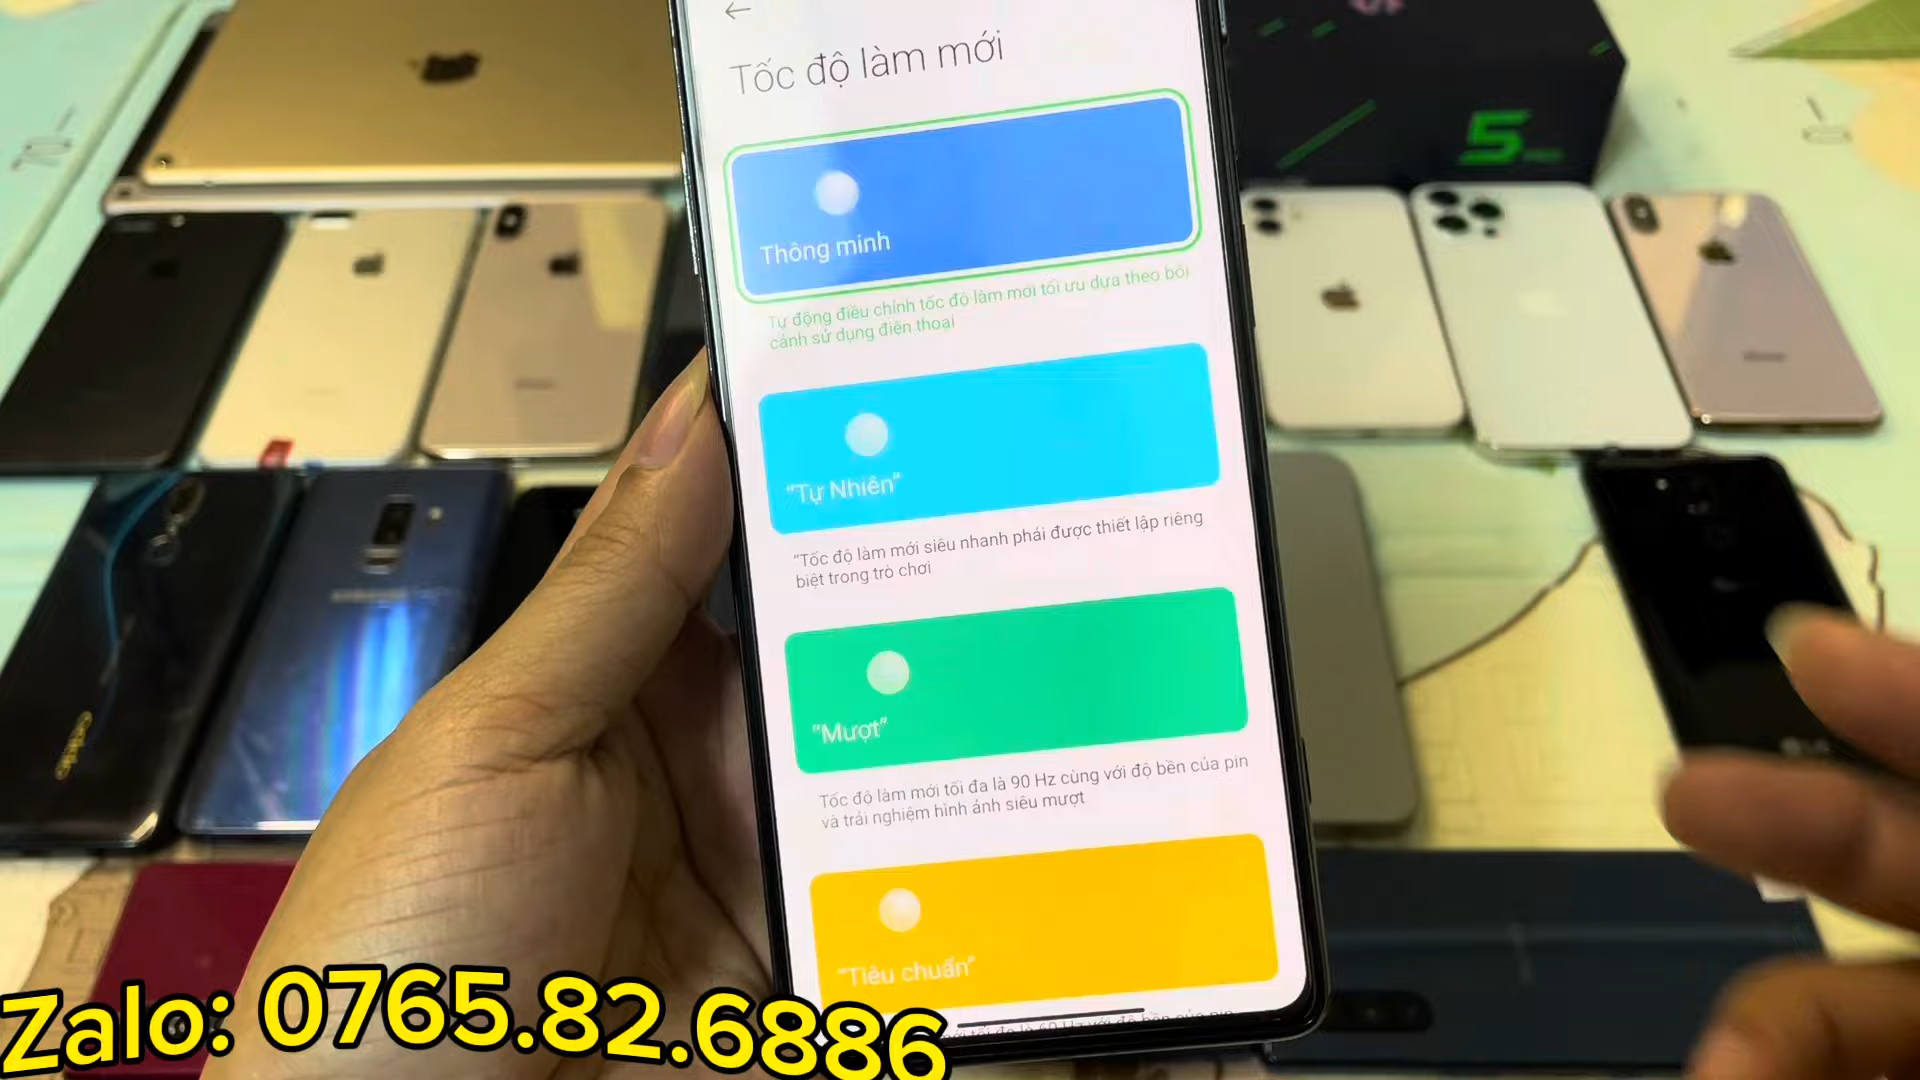 Tốc độ làm mới
Thông minh
Tự động điều chỉnh tốc độ làm mới tối ưu dựa theo bối
cảnh sử dụng điện thoại
"Tự Nhiên"
"Tốc độ làm mới siêu nhanh phải được thiết lập riêng
biệt trong trò chơi
"Mượt"
Tốc độ làm mới tối đa là 90 Hz cùng với độ bền của pin
và trải nghiệm hình ảnh siêu mượt
"Tiêu chuẩn"
5
SAMSUNG
oppo
LG
Zalo: 0765.82.6886